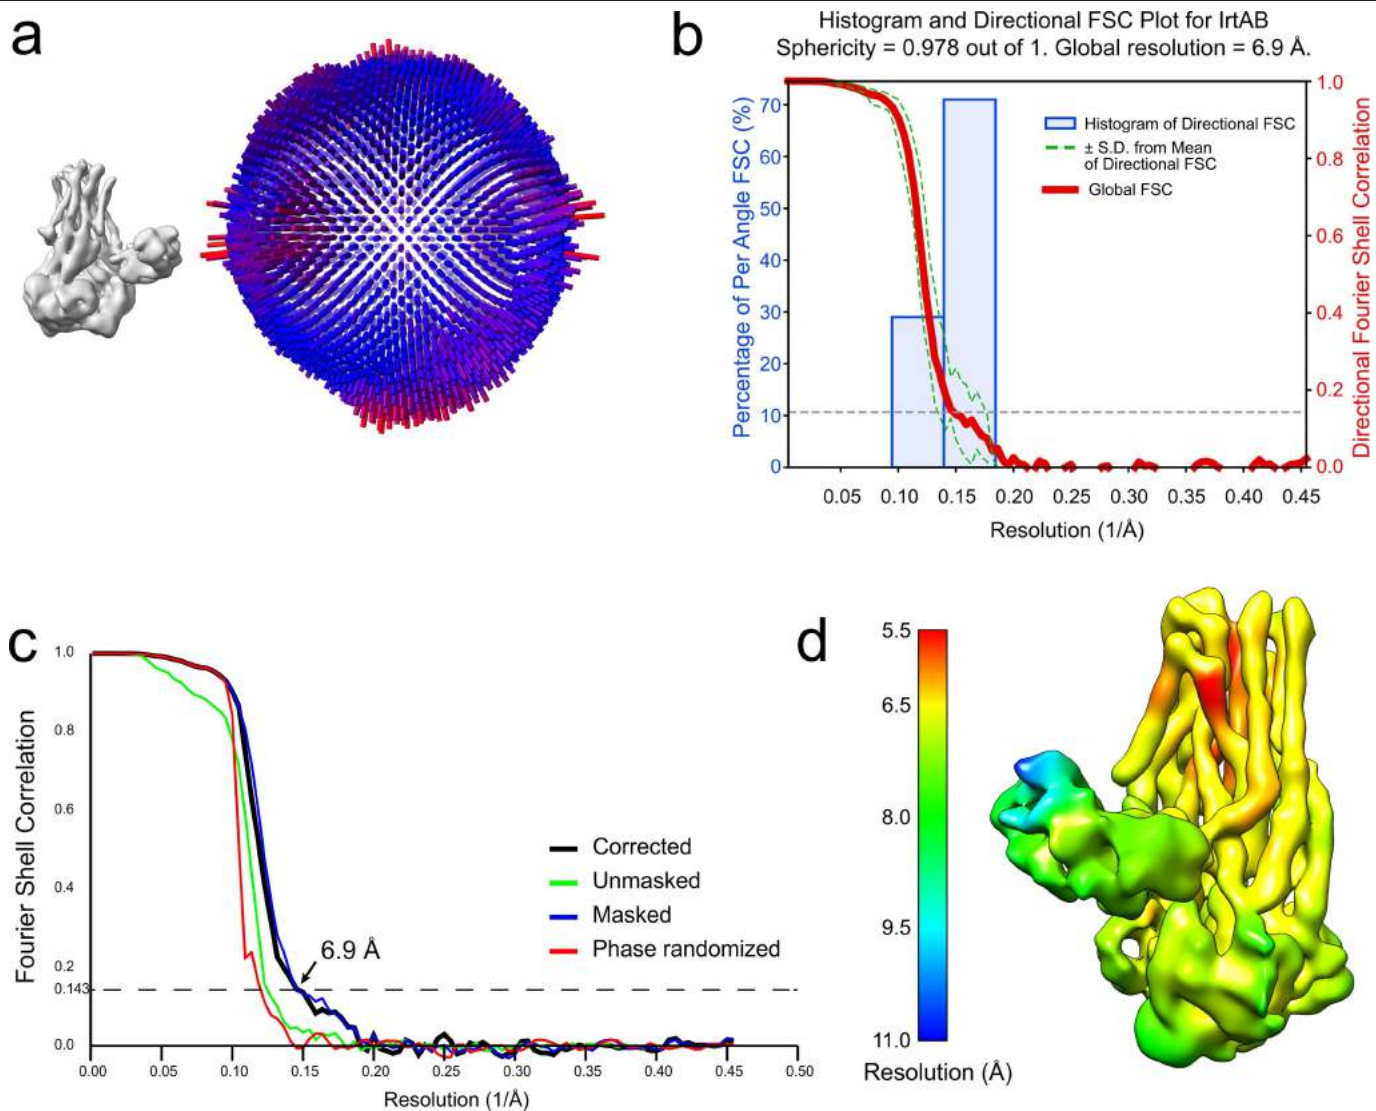 a
b
Histogram and Directional FSC Plot for IrtAB
Sphericity = 0.978 out of 1. Global resolution = 6.9 Å.
Percentage of Per Angle FSC (%)
70
60
50
40
30
20
10
0
Histogram of Directional FSC
± S.D. from Mean
of Directional FSC
Global FSC
1.0
0.8
0.6
0.4
0.2
0.0
Directional Fourier Shell Correlation
0.05 0.10 0.15 0.20 0.25 0.30 0.35 0.40 0.45
Resolution (1/Å)
c
Fourier Shell Correlation
1.0
0.8
0.6
0.4
0.2
0.143
0.0
Corrected
Unmasked
Masked
Phase randomized
6.9 Å
0.00 0.05 0.10 0.15 0.20 0.25 0.30 0.35 0.40 0.45 0.50
Resolution (1/Å)
d
5.5
6.5
8.0
9.5
11.0
Resolution (Å)